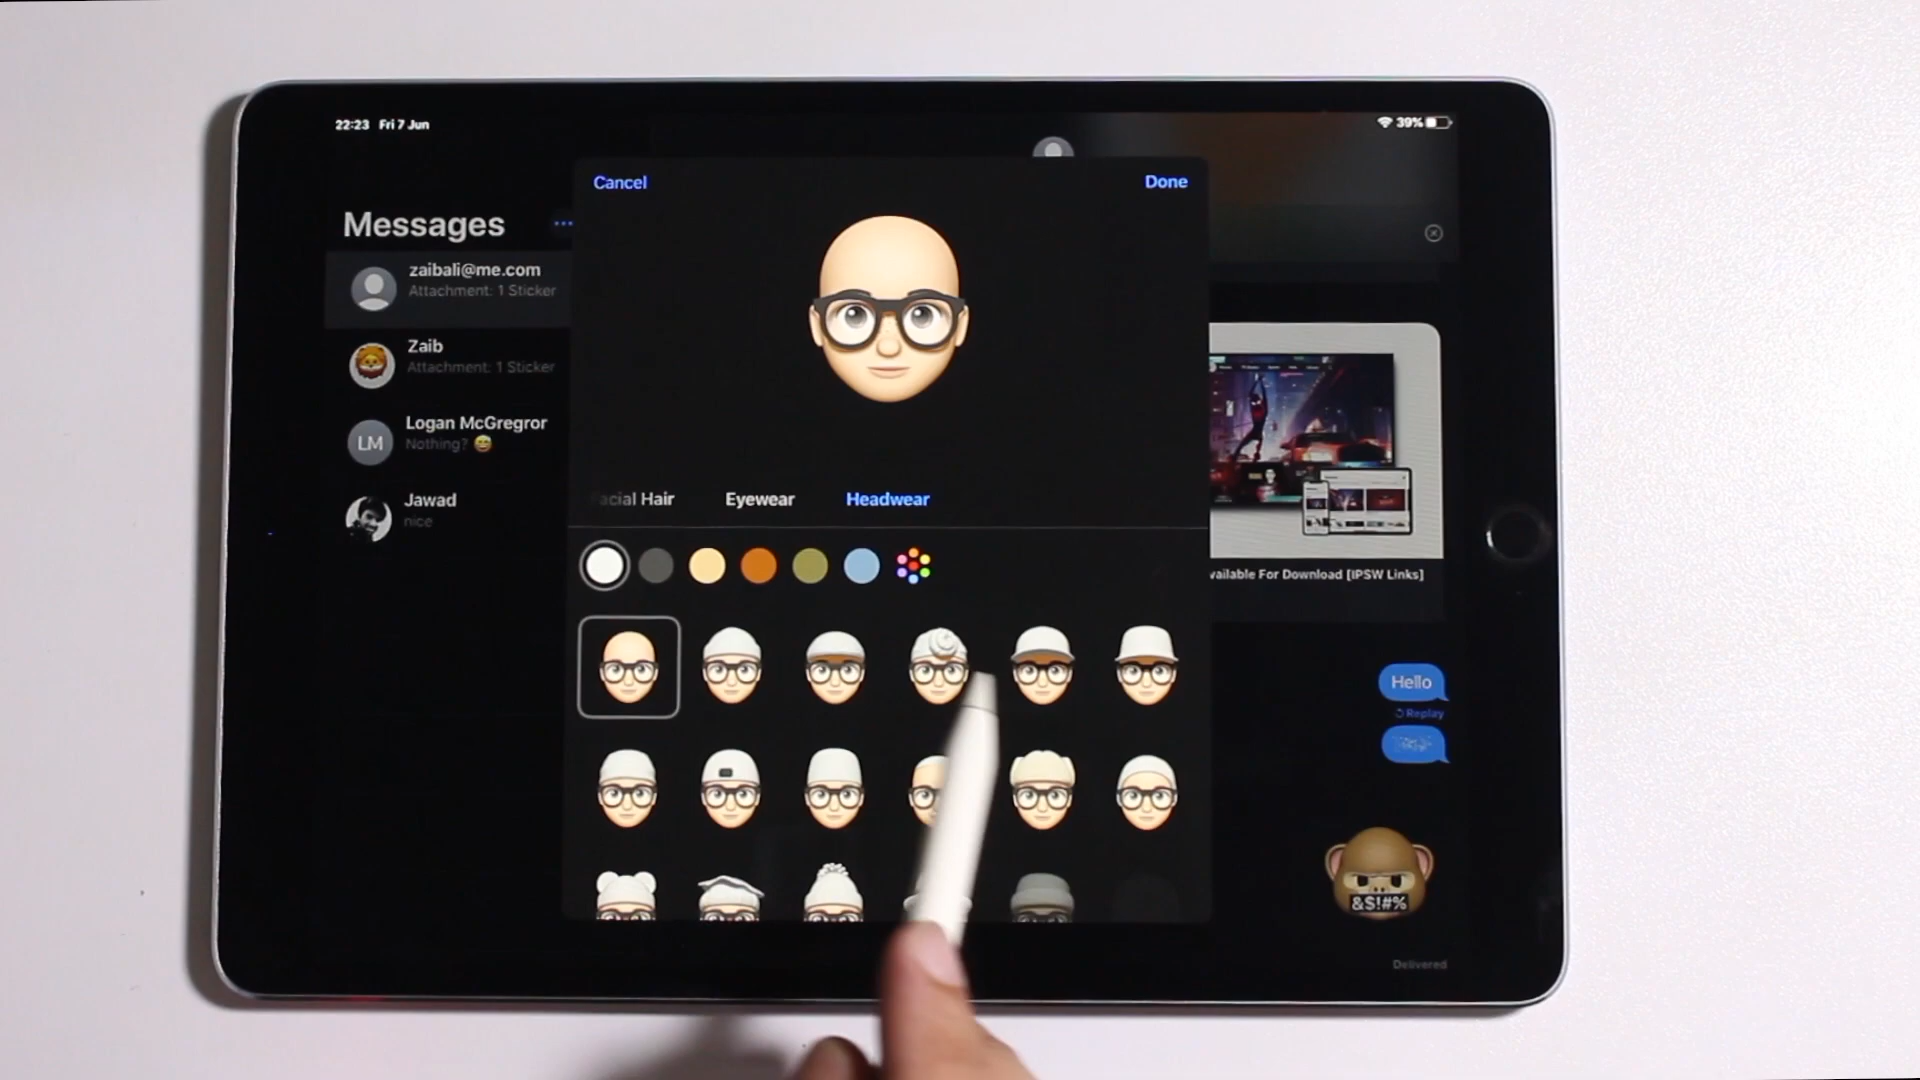 22:23 Fri 7 Jun
39%
Cancel
Done
Messages
zaibali@me.com
Attachment: 1 Sticker
Zaib
Attachment: 1 Sticker
LM
Logan McGregror
Nothing? 😅
Jawad
nice
acial Hair
Eyewear
Headwear
vailable For Download [IPSW Links]
Hello
Replay
&$!#%
Delivered